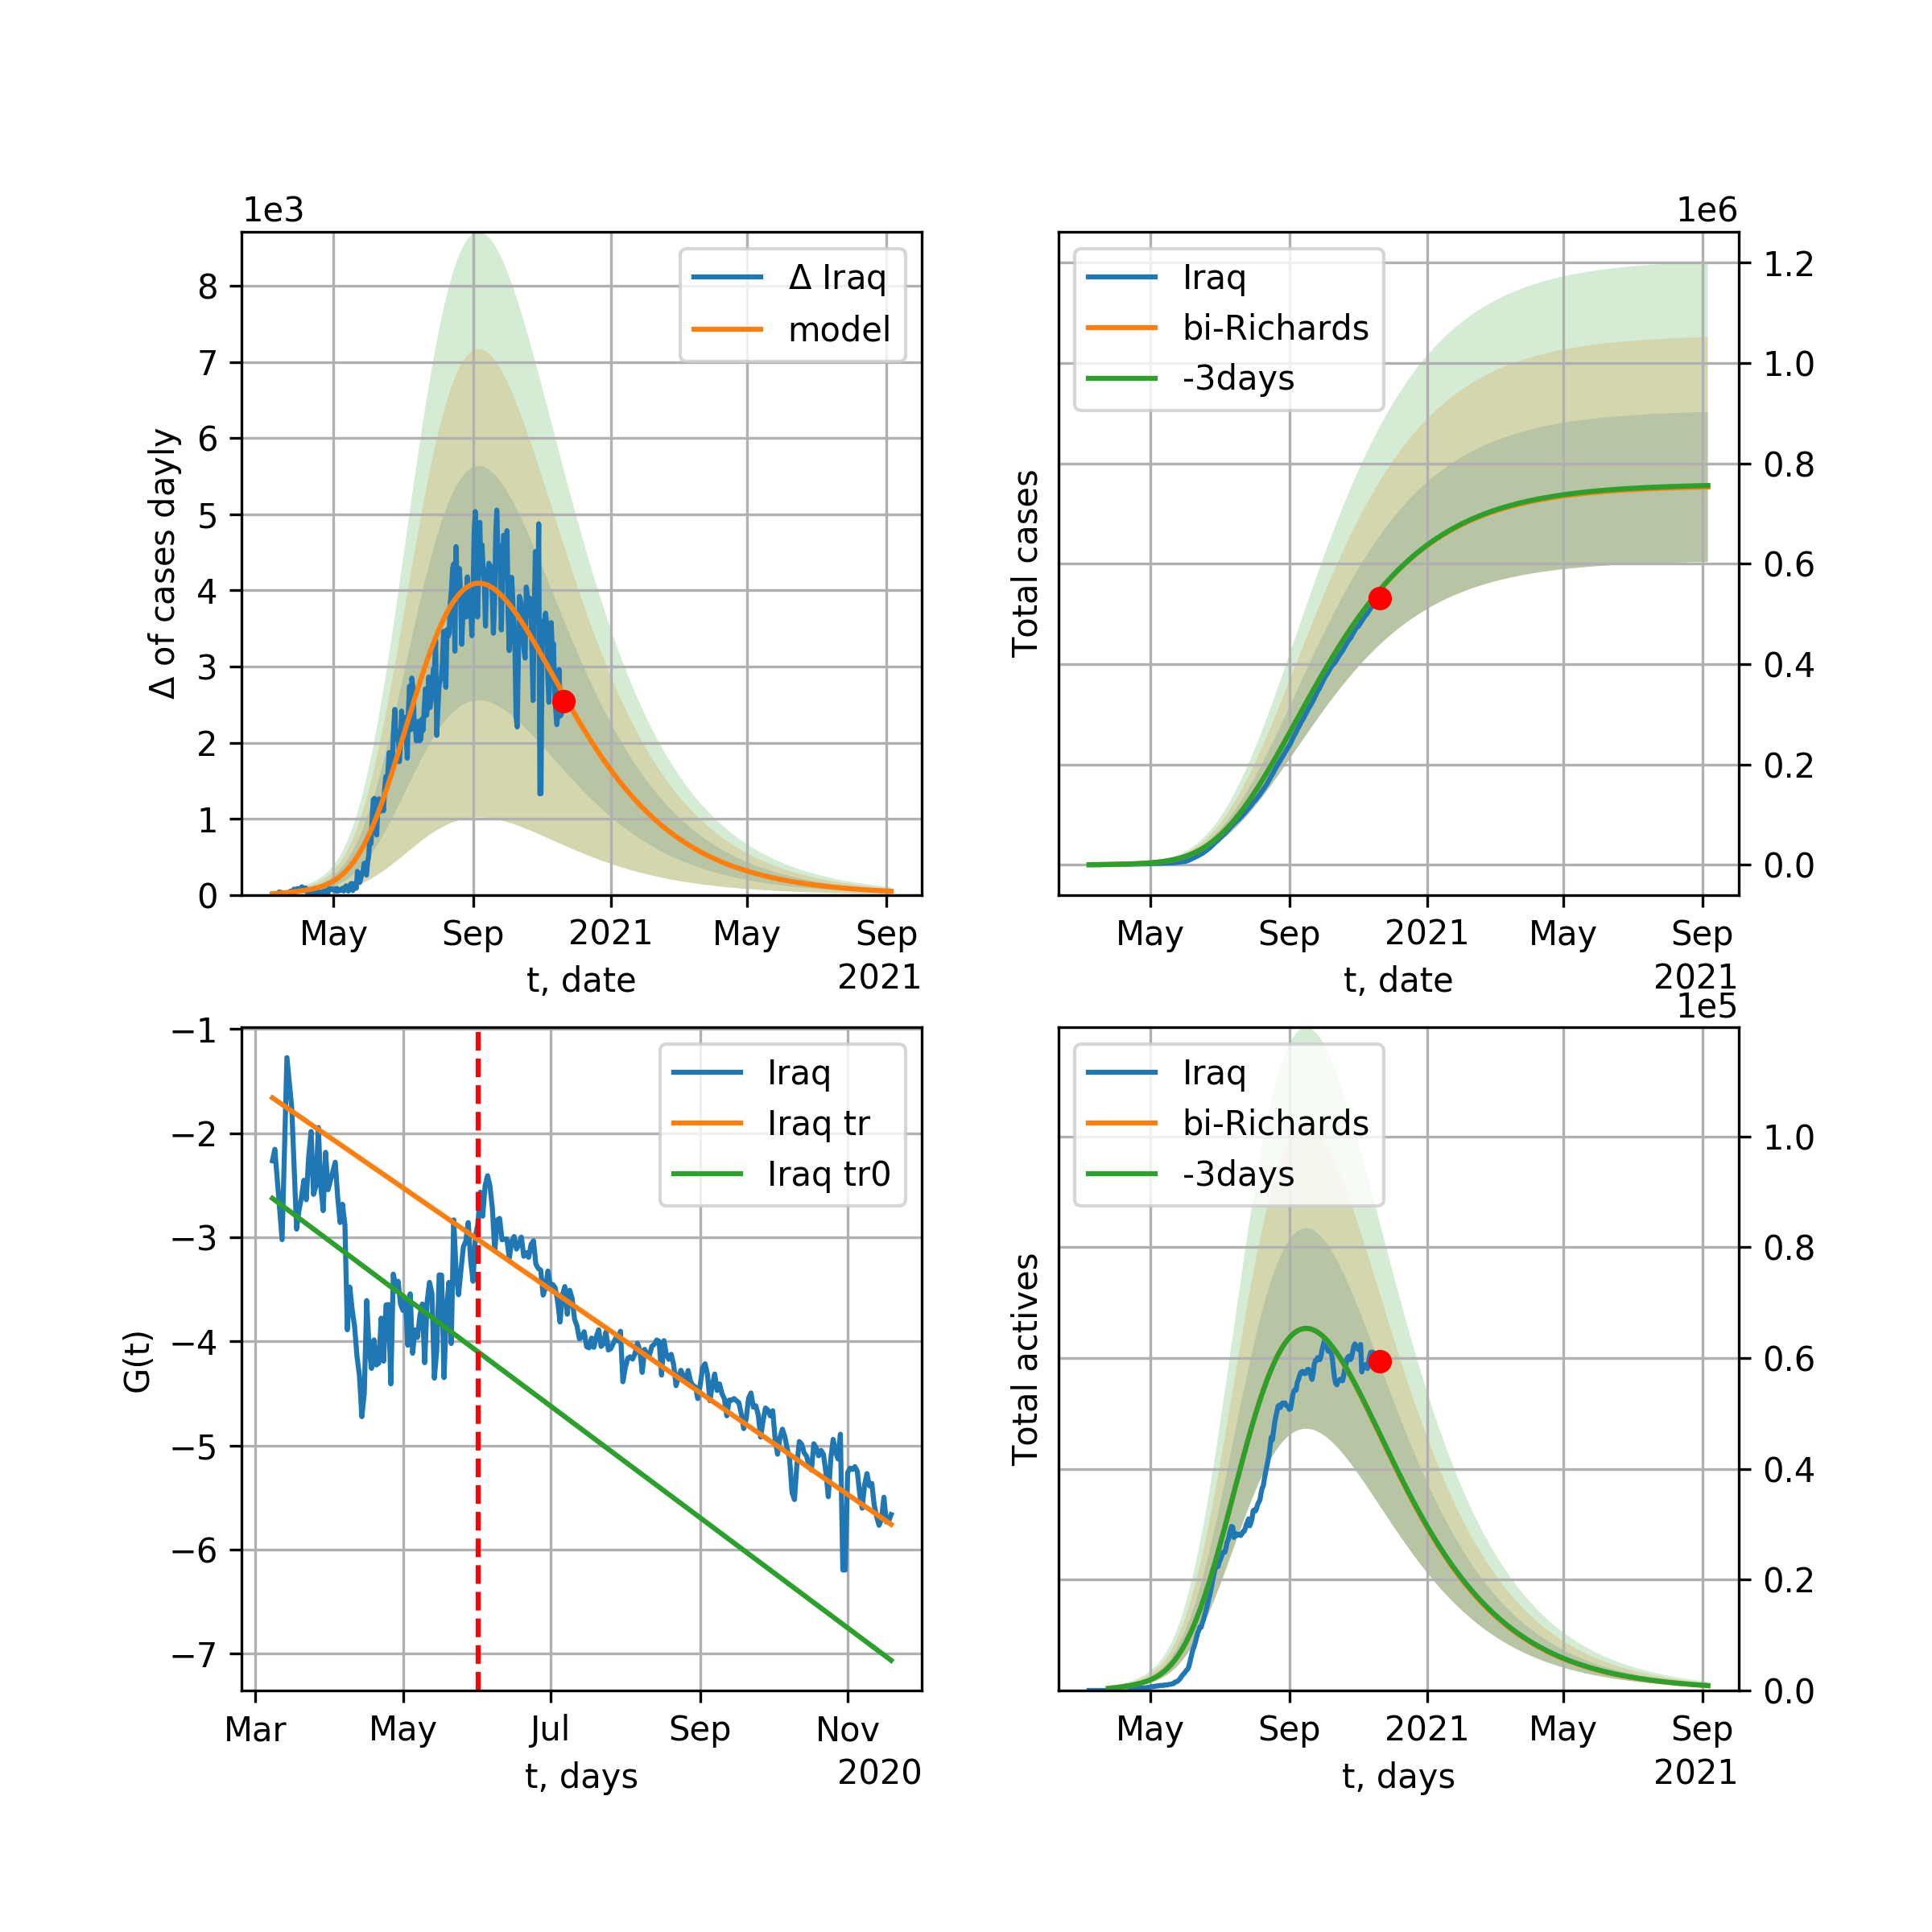 1e3
Δ of cases dayly
8
7
6
5
4
3
2
1
0
Δ Iraq
model
May Sep 2021 May Sep
2021
t, date
1e6
Total cases
Iraq
bi-Richards
-3days
1.2
1.0
0.8
0.6
0.4
0.2
0.0
May Sep 2021 May Sep
2021
t, date
G(t)
−1
−2
−3
−4
−5
−6
−7
Iraq
Iraq tr
Iraq tr0
Mar May Jul Sep Nov
2020
t, days
1e5
Total actives
Iraq
bi-Richards
-3days
1.0
0.8
0.6
0.4
0.2
0.0
May Sep 2021 May Sep
2021
t, days